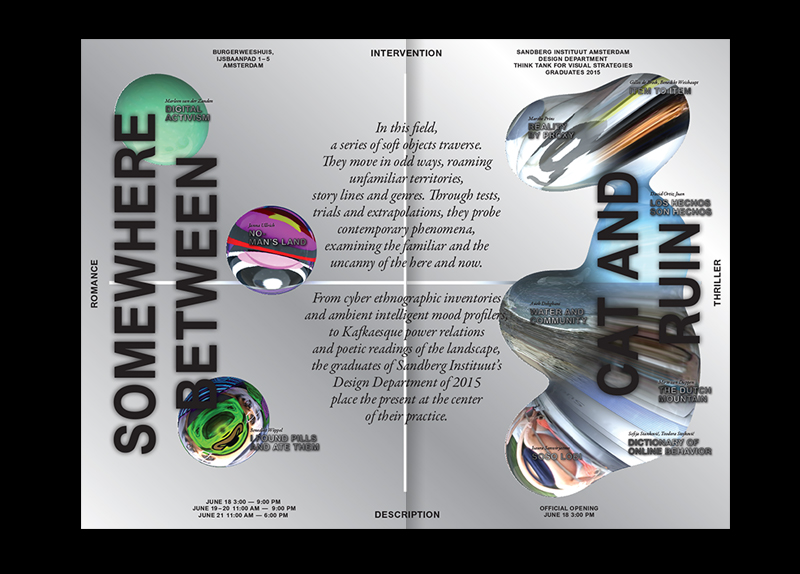 BURGERWEESHUIS,
IJSBAANPAD 1–5
AMSTERDAM
INTERVENTION
SANDBERG INSTITUUT AMSTERDAM
DESIGN DEPARTMENT
THINK TANK FOR VISUAL STRATEGIES
GRADUATES 2015
ROMANCE
SOMEWHERE
BETWEEN
Marleen van der Zanden
DIGITAL
ACTIVISM
NO-
MAN'S LAND
I FOUND PILLS
AND ATE THEM
In this field,
a series of soft objects traverse.
They move in odd ways, roaming
unfamiliar territories,
story lines and genres. Through tests,
trials and extrapolations, they probe
contemporary phenomena,
examining the familiar and the
uncanny of the here and now.
From cyber ethnographic inventories
and ambient intelligent mood profilers,
to Kafkaesque power relations
and poetic readings of the landscape,
the graduates of Sandberg Instituut's
Design Department of 2015
place the present at the center
of their practice.
ITEM TO ITEM
REALITY
BY PROXY
David Ortiz Juan
LOS HECHOS
SON HECHOS
CAT AND
RUIN
WATER AND
COMMUNITY
THE DUTCH
MOUNTAIN
DICTIONARY OF
ONLINE BEHAVIOR
THRILLER
JUNE 18 3:00 — 9:00 PM
JUNE 19–20 11:00 AM — 9:00 PM
JUNE 21 11:00 AM — 6:00 PM
DESCRIPTION
OFFICIAL OPENING
JUNE 18 3:00 PM